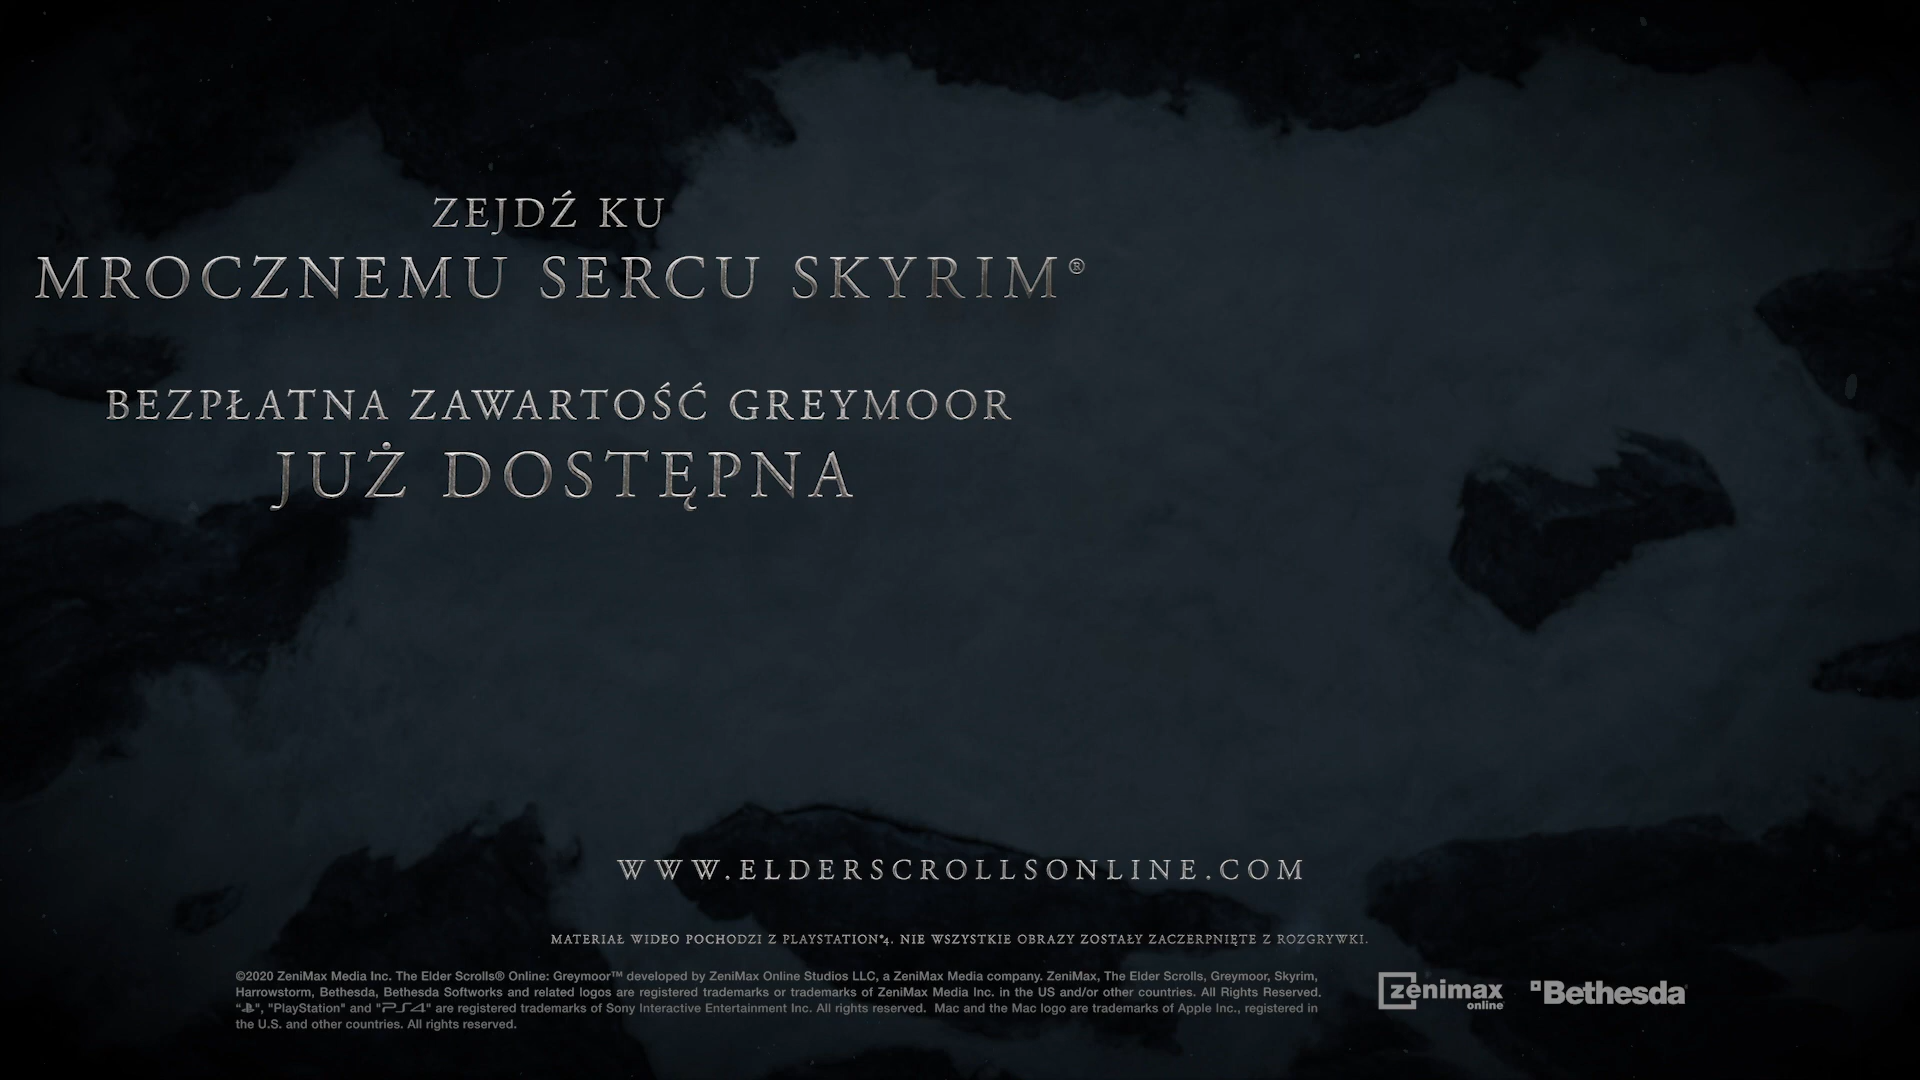 ZEJDŹ KU
MROCZNEMU SERCU SKYRIM®
BEZPŁATNA ZAWARTOŚĆ GREYMOOR
JUŻ DOSTĘPNA
WWW.ELDERSCROLLSONLINE.COM
MATERIAŁ WIDEO POCHODZI Z PLAYSTATION®4. NIE WSZYSTKIE OBRAZY ZOSTAŁY ZACZERPNIĘTE Z ROZGRYWKI.
©2020 ZeniMax Media Inc. The Elder Scrolls® Online: Greymoor™ developed by ZeniMax Online Studios LLC, a ZeniMax Media company. ZeniMax, The Elder Scrolls, Greymoor, Skyrim,
Harrowstorm, Bethesda, Bethesda Softworks and related logos are registered trademarks or trademarks of ZeniMax Media Inc. in the US and/or other countries. All Rights Reserved.
"", "PlayStation" and "PS4" are registered trademarks of Sony Interactive Entertainment Inc. All rights reserved. Mac and the Mac logo are trademarks of Apple Inc., registered in
the U.S. and other countries. All rights reserved.
zenimax online
Bethesda